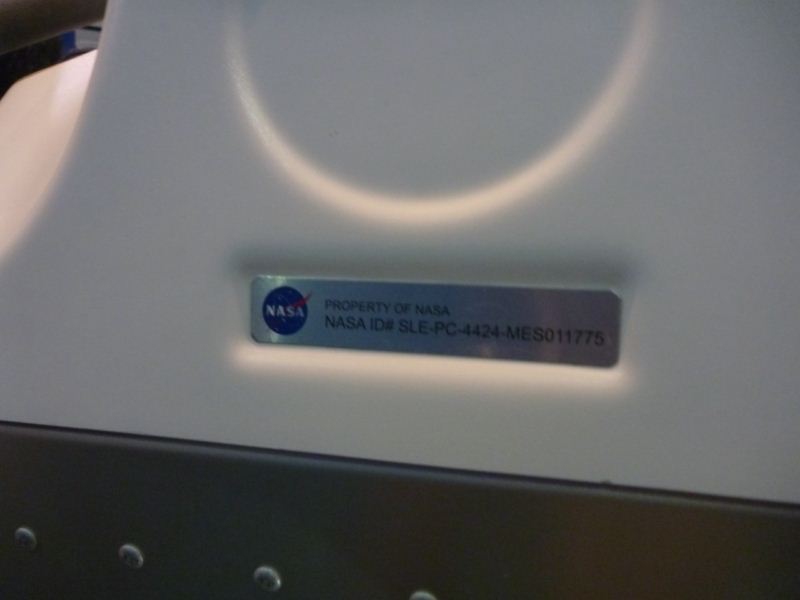 NASA
PROPERTY OF NASA
NASA ID# SLE-PC-4424-MES011775